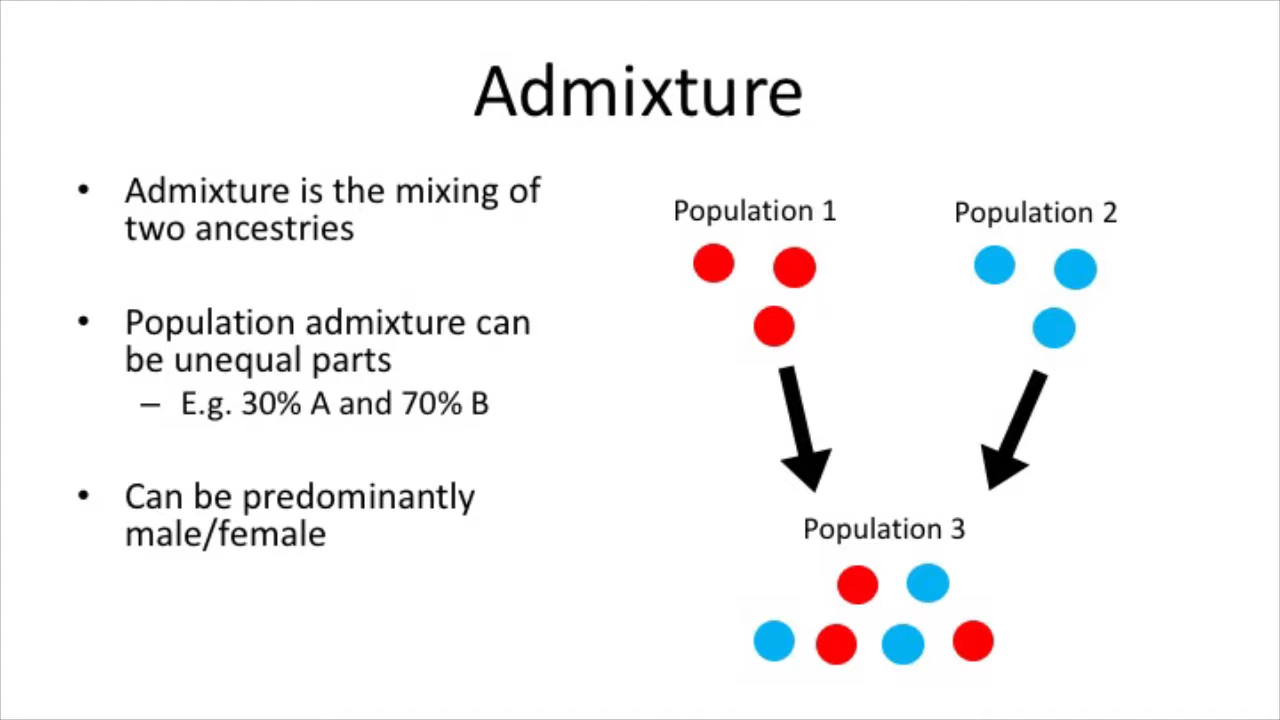 Admixture
• Admixture is the mixing of
two ancestries
• Population admixture can
be unequal parts
– E.g. 30% A and 70% B
• Can be predominantly
male/female
Population 1
Population 2
Population 3